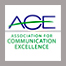 ACE
ASSOCIATION FOR
COMMUNICATION
EXCELLENCE